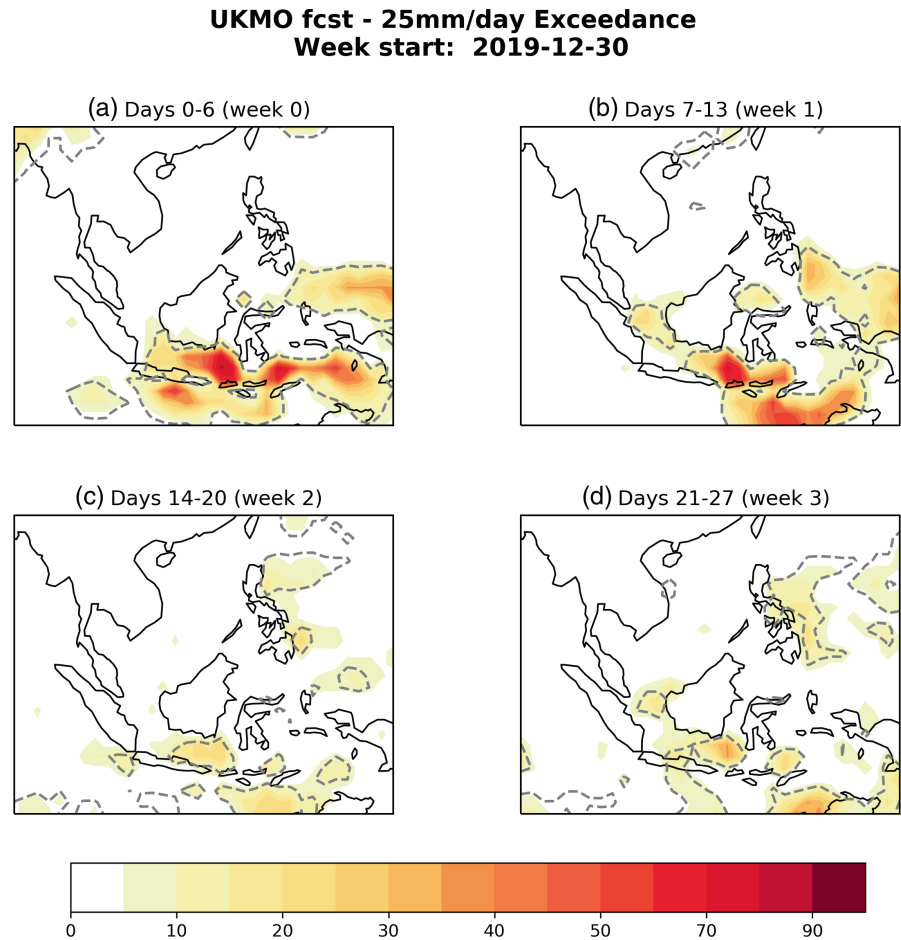 UKMO fcst - 25mm/day Exceedance
Week start: 2019-12-30
(a) Days 0-6 (week 0)
(b) Days 7-13 (week 1)
(c) Days 14-20 (week 2)
(d) Days 21-27 (week 3)
0 10 20 30 40 50 70 90